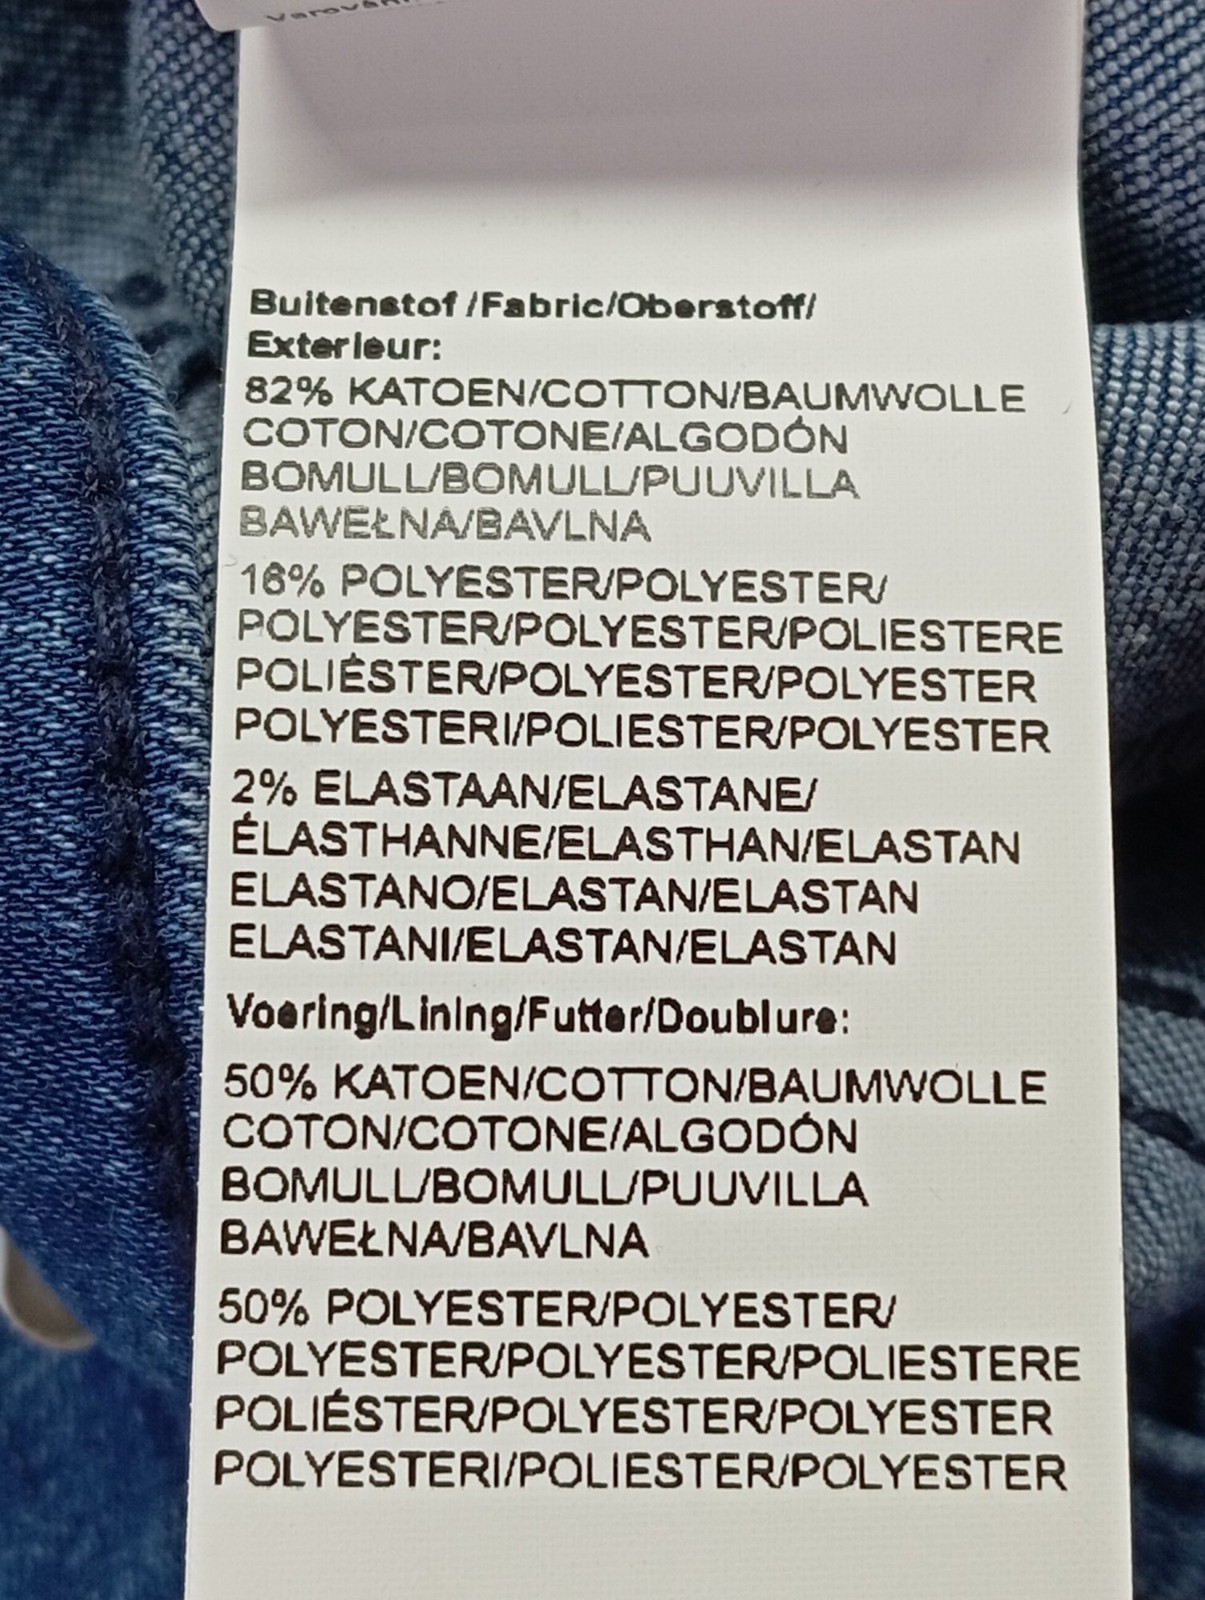 Varování
Buitenstof /Fabric/Oberstoff/
Exterieur:
82% KATOEN/COTTON/BAUMWOLLE
COTON/COTONE/ALGODÓN
BOMULL/BOMULL/PUUVILLA
BAWEŁNA/BAVLNA
16% POLYESTER/POLYESTER/
POLYESTER/POLYESTER/POLIESTERE
POLIÉSTER/POLYESTER/POLYESTER
POLYESTERI/POLIESTER/POLYESTER
2% ELASTAAN/ELASTANE/
ÉLASTHANNE/ELASTHAN/ELASTAN
ELASTANO/ELASTAN/ELASTAN
ELASTANI/ELASTAN/ELASTAN
Voering/Lining/Futter/Doublure:
50% KATOEN/COTTON/BAUMWOLLE
COTON/COTONE/ALGODÓN
BOMULL/BOMULL/PUUVILLA
BAWEŁNA/BAVLNA
50% POLYESTER/POLYESTER/
POLYESTER/POLYESTER/POLIESTERE
POLIÉSTER/POLYESTER/POLYESTER
POLYESTERI/POLIESTER/POLYESTER